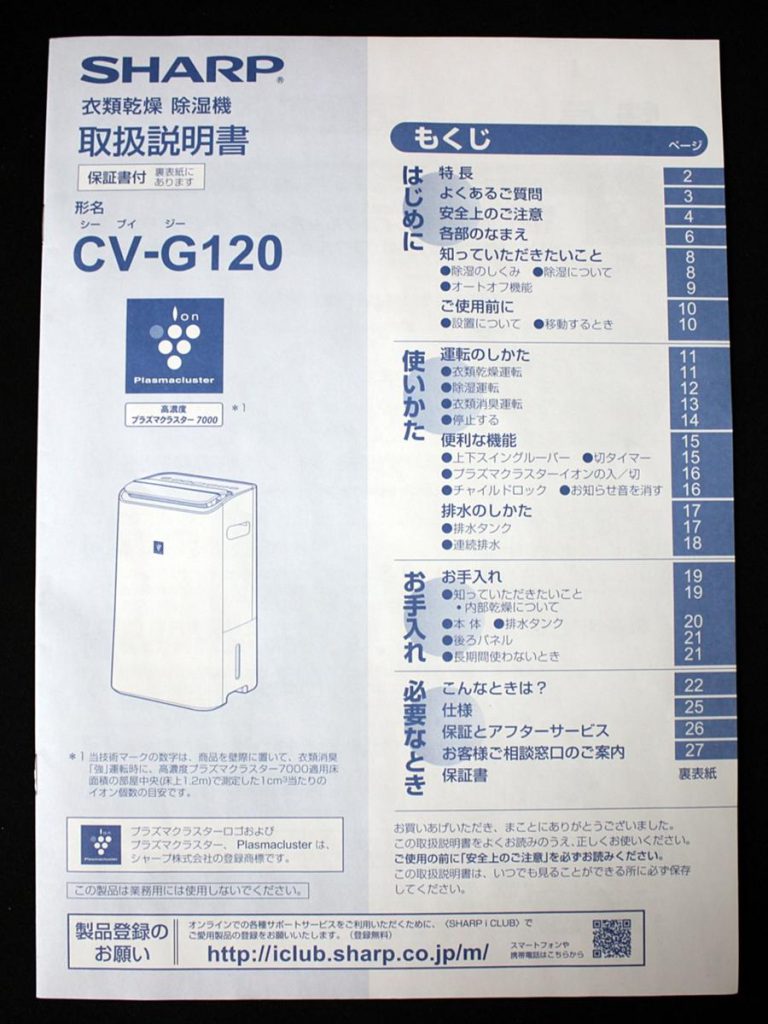 SHARP®
衣類乾燥 除湿機
取扱説明書
保証書付 裏表紙に
あります
形名
シー ブイ ジー
CV-G120
Ion
Plasmacluster
高濃度
プラズマクラスター7000
*1
*1 当技術マークの数字は、商品を壁際に置いて、衣類消臭
「強」運転時に、高濃度プラズマクラスター7000適用床
面積の部屋中央(床上1.2m)で測定した1cm³当たりの
イオン個数の目安です。
Ion
Plasmacluster
プラズマクラスターロゴおよび
プラズマクラスター、Plasmacluster は、
シャープ株式会社の登録商標です。
この製品は業務用には使用しないでください。
もくじ ページ
はじめに
特 長 2
よくあるご質問 3
安全上のご注意 4
各部のなまえ 6
知っていただきたいこと 8
●除湿のしくみ ●除湿について 8
●オートオフ機能 9
ご使用前に 10
●設置について ●移動するとき 10
使いかた
運転のしかた 11
●衣類乾燥運転 11
●除湿運転 12
●衣類消臭運転 13
●停止する 14
便利な機能 15
●上下スイングルーバー ●切タイマー 15
●プラズマクラスターイオンの入／切 16
●チャイルドロック ●お知らせ音を消す 16
排水のしかた 17
●排水タンク 17
●連続排水 18
お手入れ
お手入れ 19
●知っていただきたいこと 19
・内部乾燥について
●本 体 ●排水タンク 20
●後ろパネル 21
●長期間使わないとき 21
必要なとき
こんなときは？ 22
仕様 25
保証とアフターサービス 26
お客様ご相談窓口のご案内 27
保証書 裏表紙
お買いあげいただき、まことにありがとうございました。
この取扱説明書をよくお読みのうえ、正しくお使いください。
ご使用の前に「安全上のご注意」を必ずお読みください。
この取扱説明書は、いつでも見ることができる所に必ず保存
してください。
製品登録の
お願い
オンラインでの各種サポートサービスをご利用いただくために、〈SHARP i CLUB〉で
ご愛用製品の登録をお願いいたします。（登録無料）
http://iclub.sharp.co.jp/m/
スマートフォンや
携帯電話はこちらから